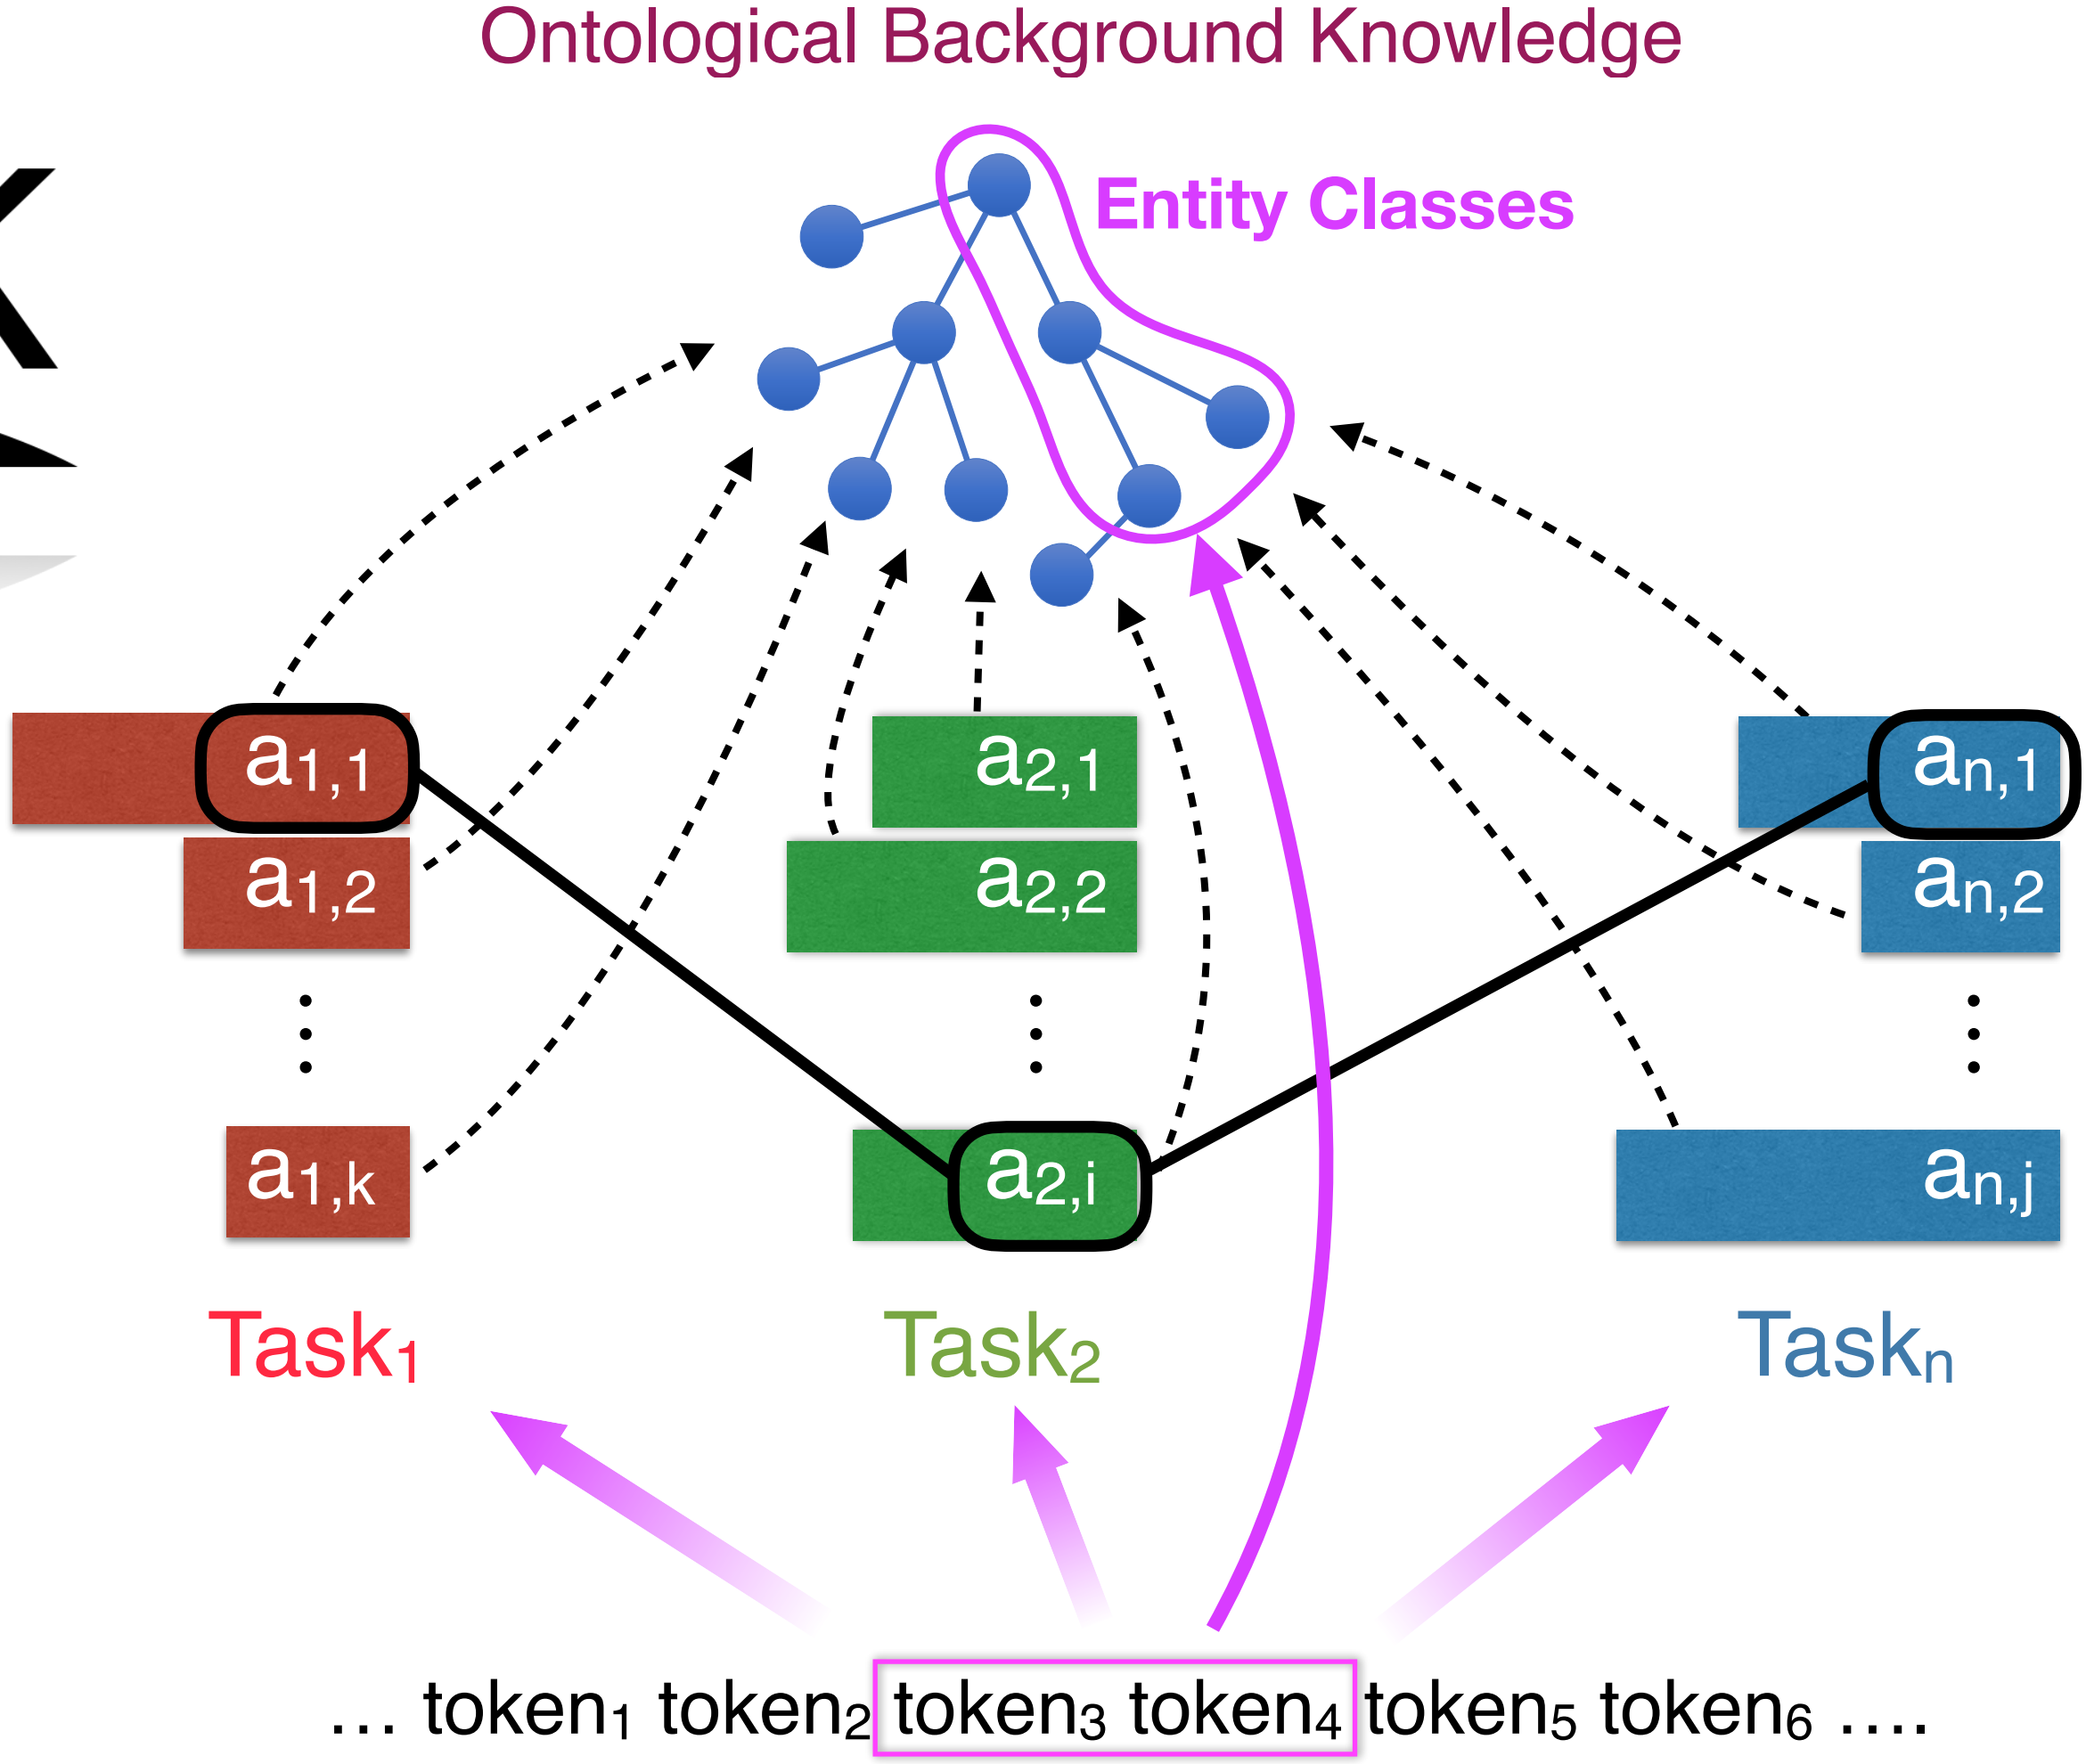 Ontological Background Knowledge
Entity Classes
a1,1 a2,1 an,1
a1,2 a2,2 an,2
a1,k a2,i an,j
Task1 Task2 Taskn
... token1 token2 token3 token4 token5 token6 ....